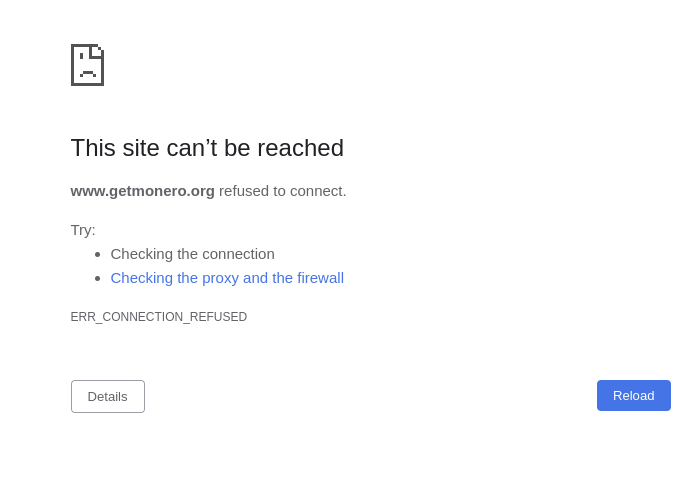 This site can’t be reached
www.getmonero.org refused to connect.
Try:
Checking the connection
Checking the proxy and the firewall
ERR_CONNECTION_REFUSED
Details
Reload